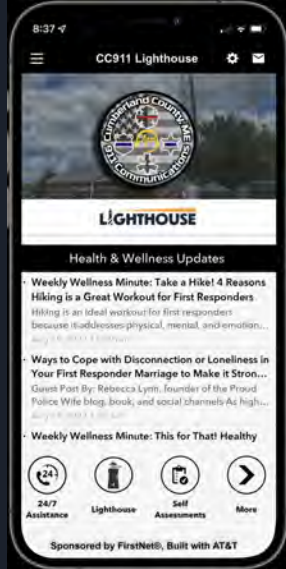 8:37
CC911 Lighthouse
Cumberland County, ME
911 Communications
LIGHTHOUSE
Health & Wellness Updates
· Weekly Wellness Minute: Take a Hike! 4 Reasons
Hiking is a Great Workout for First Responders
Hiking is an ideal workout for first responders
because it addresses physical, mental, and emotion...
· Ways to Cope with Disconnection or Loneliness in
Your First Responder Marriage to Make it Stron...
Guest Post By: Rebecca Lynn, founder of the Proud
Police Wife blog, book, and social channels As high...
· Weekly Wellness Minute: This for That! Healthy
24/7
24/7
Assistance
Lighthouse
Self
Assessments
More
Sponsored by FirstNet®, Built with AT&T